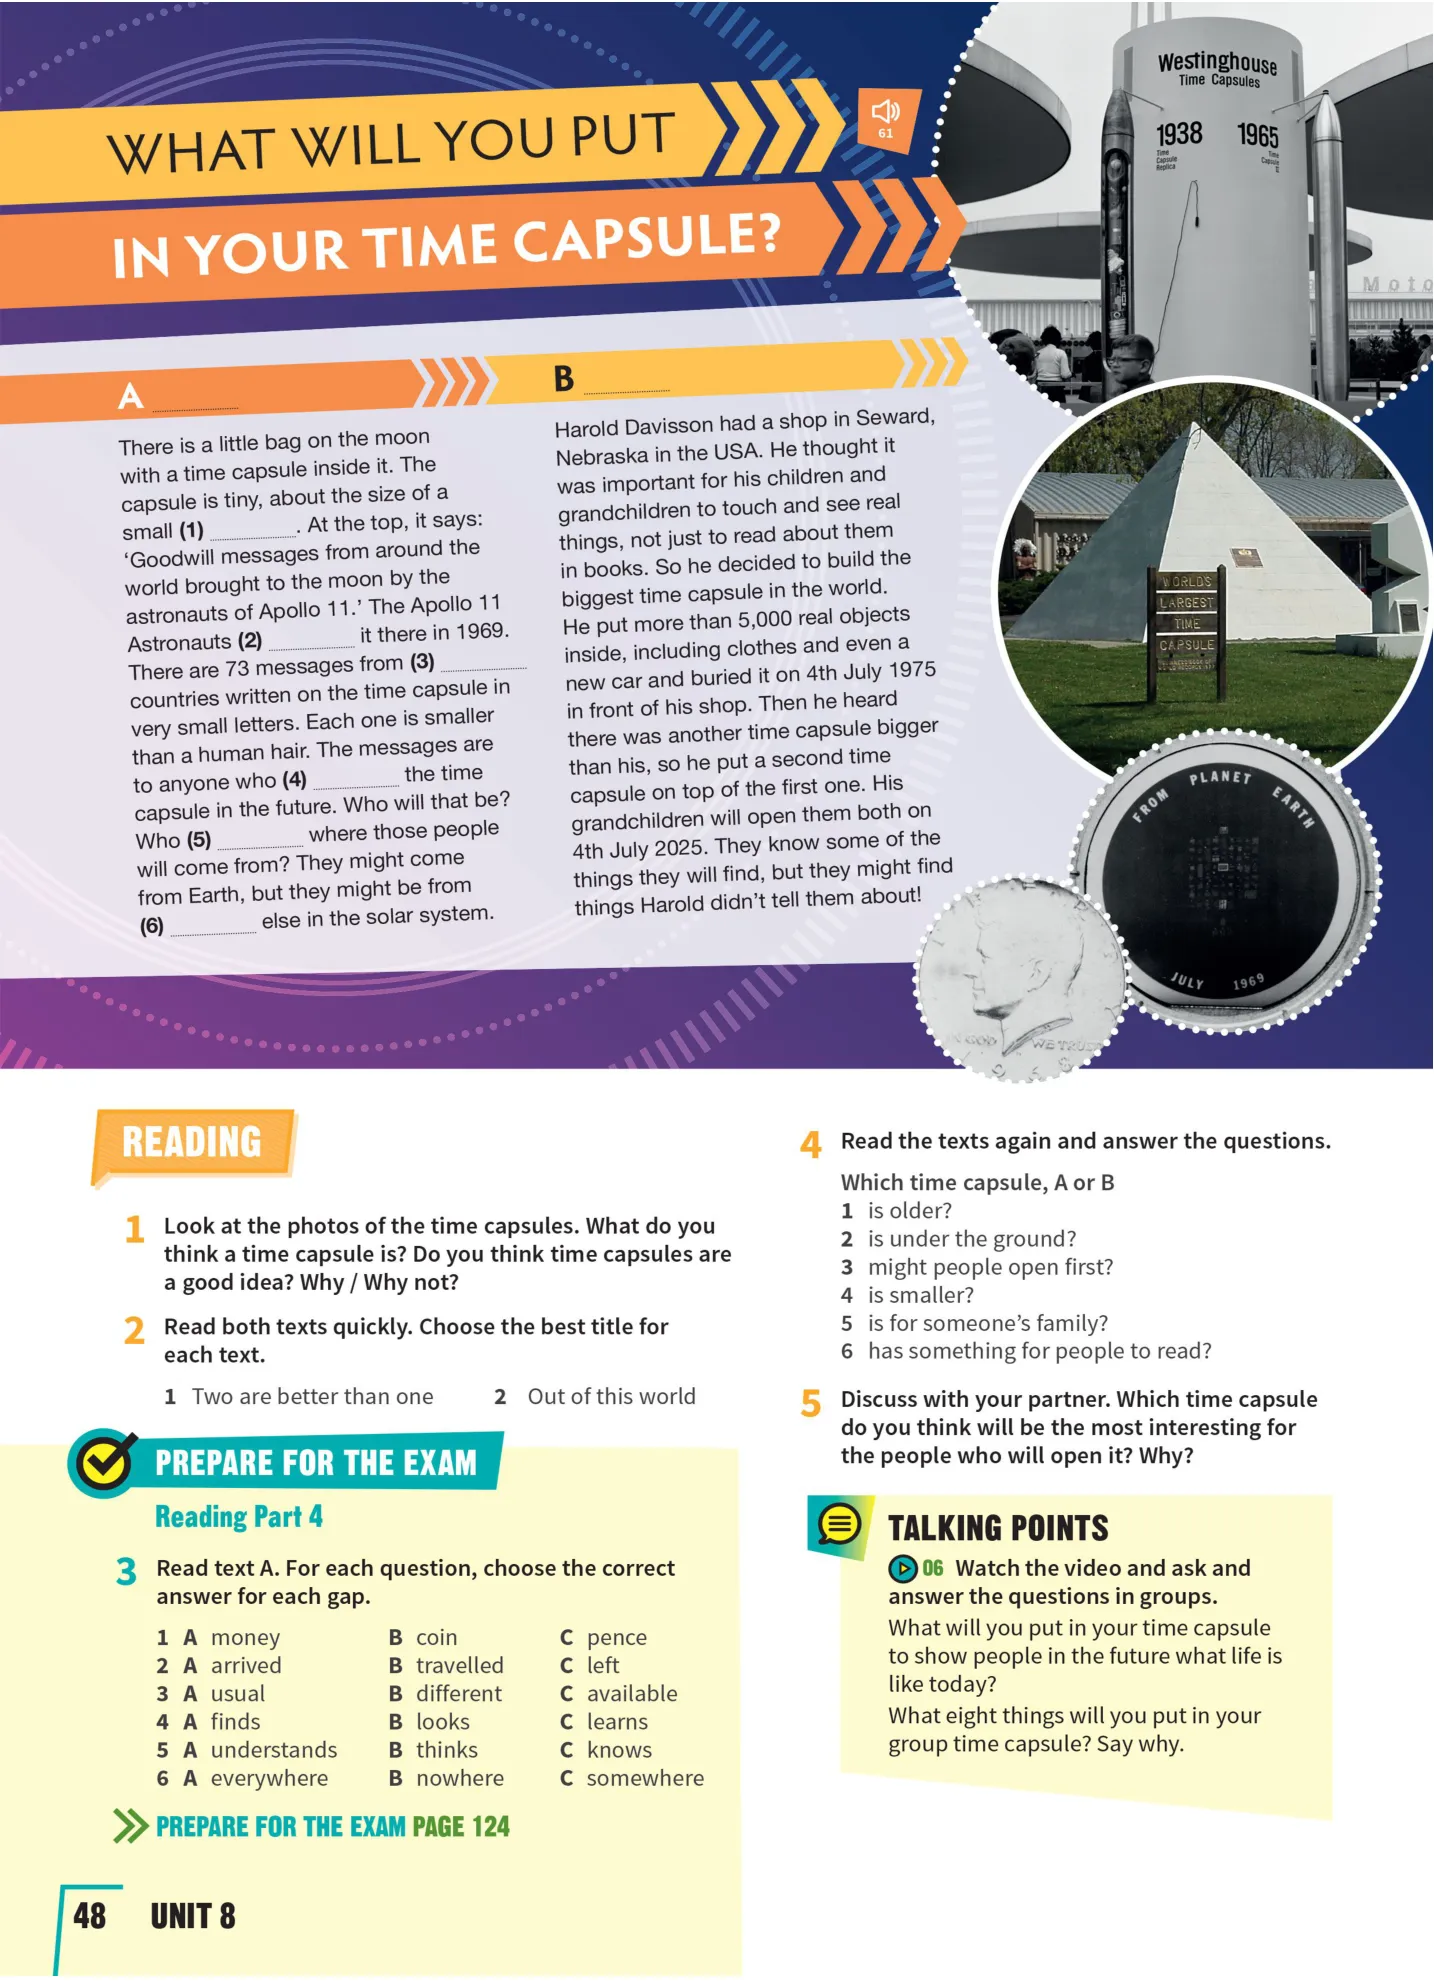 WHAT WILL YOU PUT
IN YOUR TIME CAPSULE?
61
Westinghouse
Time Capsules
1938
Time
Capsule
Replica
1965
Time
Capsule
II
Moto
A
There is a little bag on the moon
with a time capsule inside it. The
capsule is tiny, about the size of a
small (1) ............ . At the top, it says:
‘Goodwill messages from around the
world brought to the moon by the
astronauts of Apollo 11.’ The Apollo 11
Astronauts (2) ............ it there in 1969.
There are 73 messages from (3) ............
countries written on the time capsule in
very small letters. Each one is smaller
than a human hair. The messages are
to anyone who (4) ............ the time
capsule in the future. Who will that be?
Who (5) ............ where those people
will come from? They might come
from Earth, but they might be from
(6) ............ else in the solar system.
B
Harold Davisson had a shop in Seward,
Nebraska in the USA. He thought it
was important for his children and
grandchildren to touch and see real
things, not just to read about them
in books. So he decided to build the
biggest time capsule in the world.
He put more than 5,000 real objects
inside, including clothes and even a
new car and buried it on 4th July 1975
in front of his shop. Then he heard
there was another time capsule bigger
than his, so he put a second time
capsule on top of the first one. His
grandchildren will open them both on
4th July 2025. They know some of the
things they will find, but they might find
things Harold didn’t tell them about!
WORLDS
LARGEST
TIME
CAPSULE
FROM PLANET EARTH
JULY 1969
GOD WE TRUST
READING
1 Look at the photos of the time capsules. What do you
think a time capsule is? Do you think time capsules are
a good idea? Why / Why not?
2 Read both texts quickly. Choose the best title for
each text.
1 Two are better than one 2 Out of this world
PREPARE FOR THE EXAM
Reading Part 4
3 Read text A. For each question, choose the correct
answer for each gap.
1 A money B coin C pence
2 A arrived B travelled C left
3 A usual B different C available
4 A finds B looks C learns
5 A understands B thinks C knows
6 A everywhere B nowhere C somewhere
PREPARE FOR THE EXAM PAGE 124
4 Read the texts again and answer the questions.
Which time capsule, A or B
1 is older?
2 is under the ground?
3 might people open first?
4 is smaller?
5 is for someone’s family?
6 has something for people to read?
5 Discuss with your partner. Which time capsule
do you think will be the most interesting for
the people who will open it? Why?
TALKING POINTS
06 Watch the video and ask and
answer the questions in groups.
What will you put in your time capsule
to show people in the future what life is
like today?
What eight things will you put in your
group time capsule? Say why.
48 UNIT 8